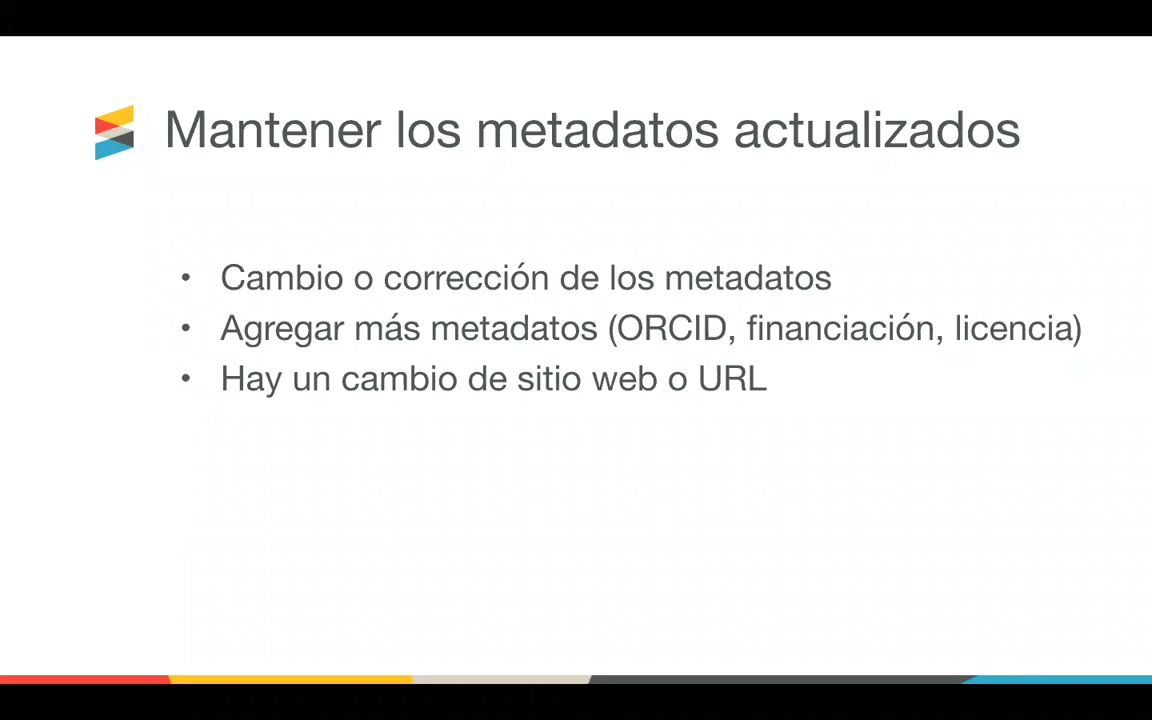 Mantener los metadatos actualizados
• Cambio o corrección de los metadatos
• Agregar más metadatos (ORCID, financiación, licencia)
• Hay un cambio de sitio web o URL